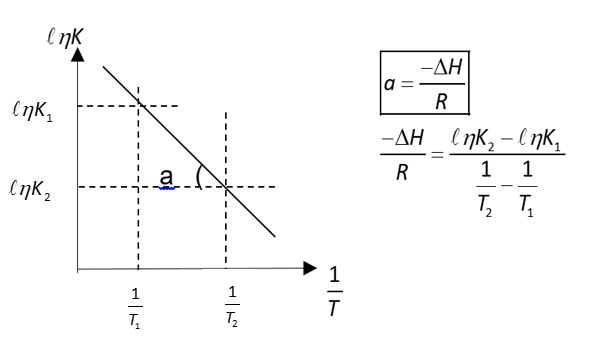 ℓηK
ℓηK₁
ℓηK₂
a
1/T₁
1/T₂
1/T
a = −ΔH/R
−ΔH/R = (ℓηK₂ − ℓηK₁)/(1/T₂ − 1/T₁)